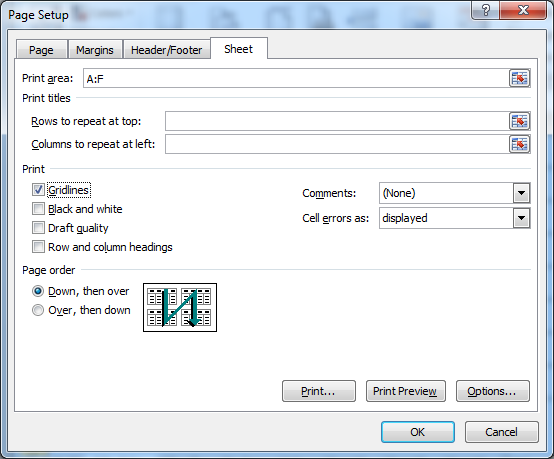 Page Setup
Page Margins Header/Footer Sheet
Print area: A:F
Print titles
Rows to repeat at top:
Columns to repeat at left:
Print
Gridlines Comments: (None)
Black and white Cell errors as: displayed
Draft quality
Row and column headings
Page order
Down, then over
Over, then down
Print... Print Preview Options...
OK Cancel